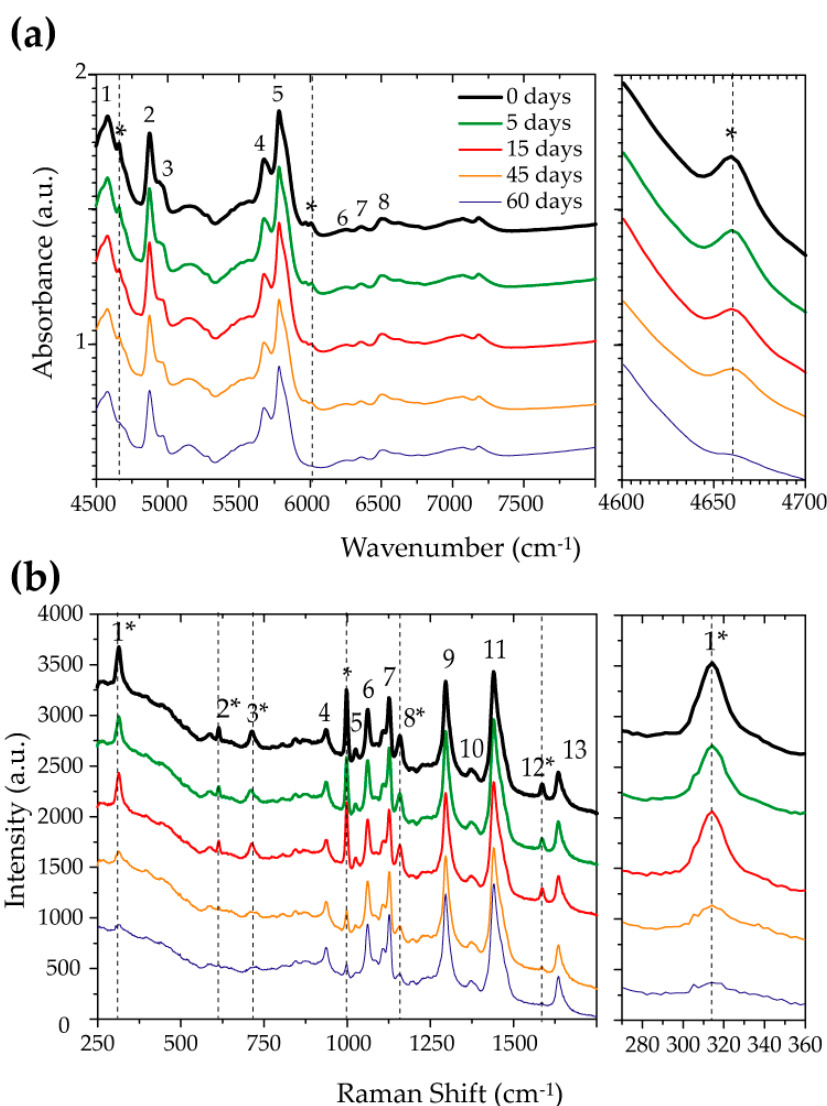 (a)
2
1
Absorbance (a.u.)
1 * 2 3 4 5 * 6 7 8
0 days
5 days
15 days
45 days
60 days
*
4500 5000 5500 6000 6500 7000 7500
4600 4650 4700
Wavenumber (cm-1)
(b)
4000
3500
3000
2500
2000
1500
1000
500
0
Intensity (a.u.)
1* 2* 3* 4 * 5 6 7 8* 9 10 11 12* 13
1*
250 500 750 1000 1250 1500
280 300 320 340 360
Raman Shift (cm-1)